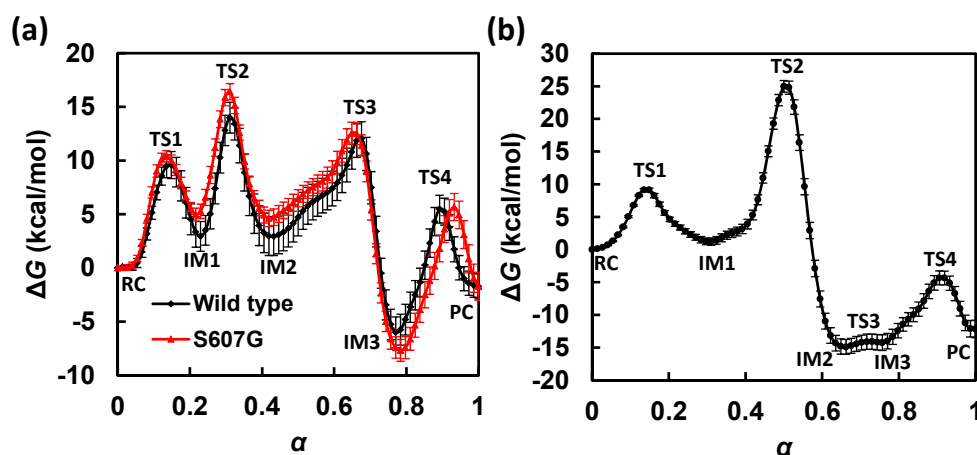 (a)
ΔG (kcal/mol)
20
15
10
5
0
-5
-10
0
0.2
0.4
0.6
0.8
1
α
RC
TS1
IM1
TS2
IM2
TS3
IM3
TS4
PC
Wild type
S607G
(b)
ΔG (kcal/mol)
30
25
20
15
10
5
0
-5
-10
-15
-20
0
0.2
0.4
0.6
0.8
1
α
RC
TS1
IM1
TS2
IM2
TS3
IM3
TS4
PC